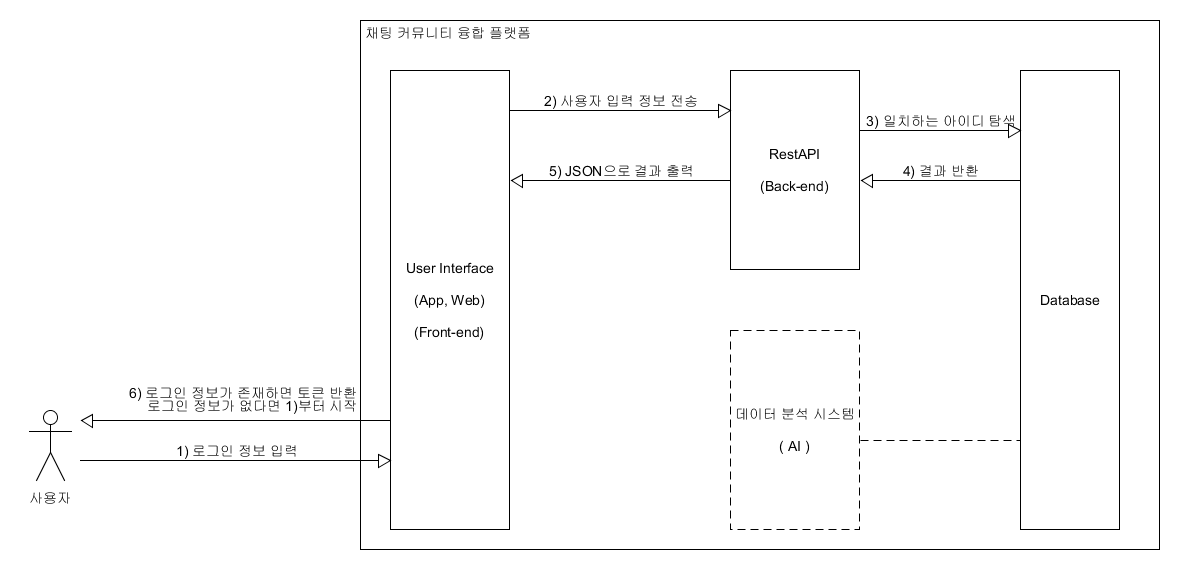 채팅 커뮤니티 융합 플랫폼
2) 사용자 입력 정보 전송
3) 일치하는 아이디 탐색
RestAPI
(Back-end)
5) JSON으로 결과 출력
4) 결과 반환
User Interface
(App, Web)
(Front-end)
Database
6) 로그인 정보가 존재하면 토큰 반환
로그인 정보가 없다면 1)부터 시작
데이터 분석 시스템
( AI )
1) 로그인 정보 입력
사용자